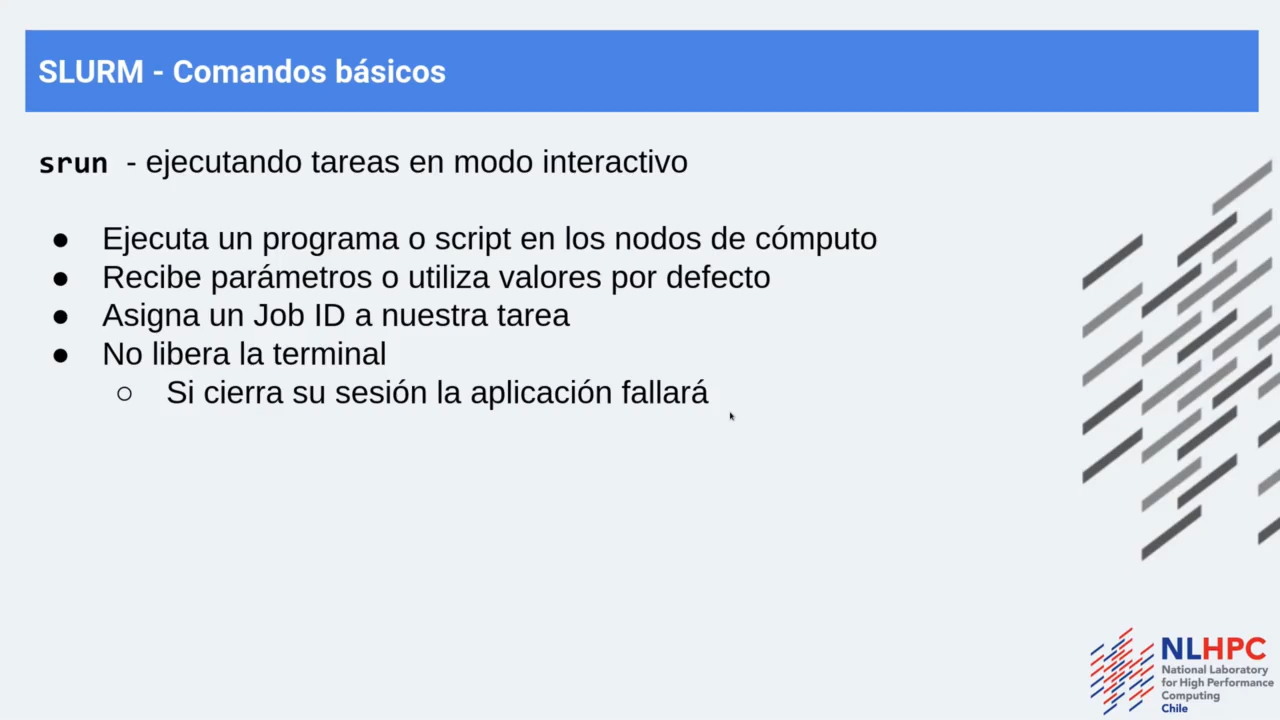 SLURM - Comandos básicos
srun - ejecutando tareas en modo interactivo
● Ejecuta un programa o script en los nodos de cómputo
● Recibe parámetros o utiliza valores por defecto
● Asigna un Job ID a nuestra tarea
● No libera la terminal
○ Si cierra su sesión la aplicación fallará
NLHPC
National Laboratory
for High Performance
Computing
Chile